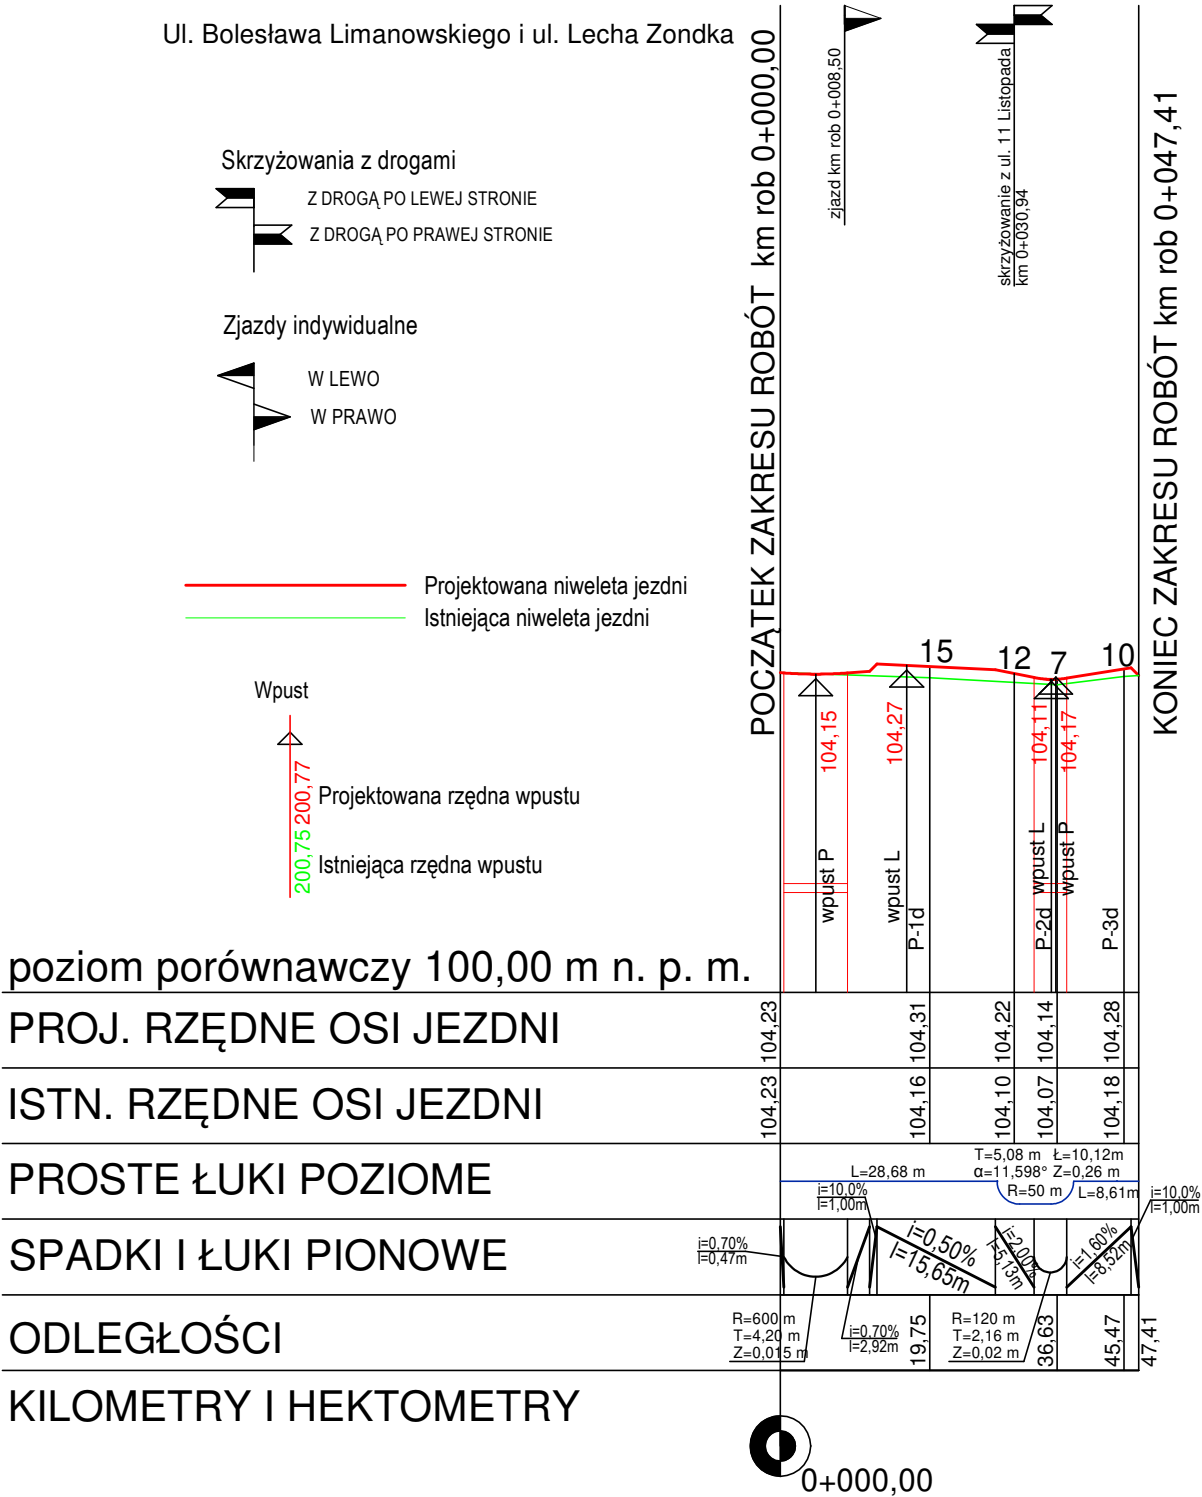 Ul. Bolesława Limanowskiego i ul. Lecha Zondka
Skrzyżowania z drogami
Z DROGĄ PO LEWEJ STRONIE
Z DROGĄ PO PRAWEJ STRONIE
Zjazdy indywidualne
W LEWO
W PRAWO
Projektowana niweleta jezdni
Istniejąca niweleta jezdni
Wpust
200,75 200,77
Projektowana rzędna wpustu
Istniejąca rzędna wpustu
POCZĄTEK ZAKRESU ROBÓT km rob 0+000,00
zjazd km rob 0+008,50
skrzyżowanie z ul. 11 Listopada
km 0+030,94
KONIEC ZAKRESU ROBÓT km rob 0+047,41
15
12
7
10
104,15
104,27
104,11
104,17
wpust P
wpust L
P-1d
wpust L
P-2d
wpust P
P-3d
poziom porównawczy 100,00 m n. p. m.
PROJ. RZĘDNE OSI JEZDNI
104,23
104,31
104,22
104,14
104,28
ISTN. RZĘDNE OSI JEZDNI
104,23
104,16
104,10
104,07
104,18
PROSTE ŁUKI POZIOME
L=28,68 m
T=5,08 m Ł=10,12m
α=11,598° Z=0,26 m
R=50 m
L=8,61m
SPADKI I ŁUKI PIONOWE
i=0,70%
l=0,47m
i=10,0%
l=1,00m
i=0,50%
l=15,65m
i=2,00%
l=5,13m
i=1,60%
l=8,52m
i=10,0%
l=1,00m
ODLEGŁOŚCI
R=600 m
T=4,20 m
Z=0,015 m
i=0,70%
l=2,92m
19,75
R=120 m
T=2,16 m
Z=0,02 m
36,63
45,47
47,41
KILOMETRY I HEKTOMETRY
0+000,00